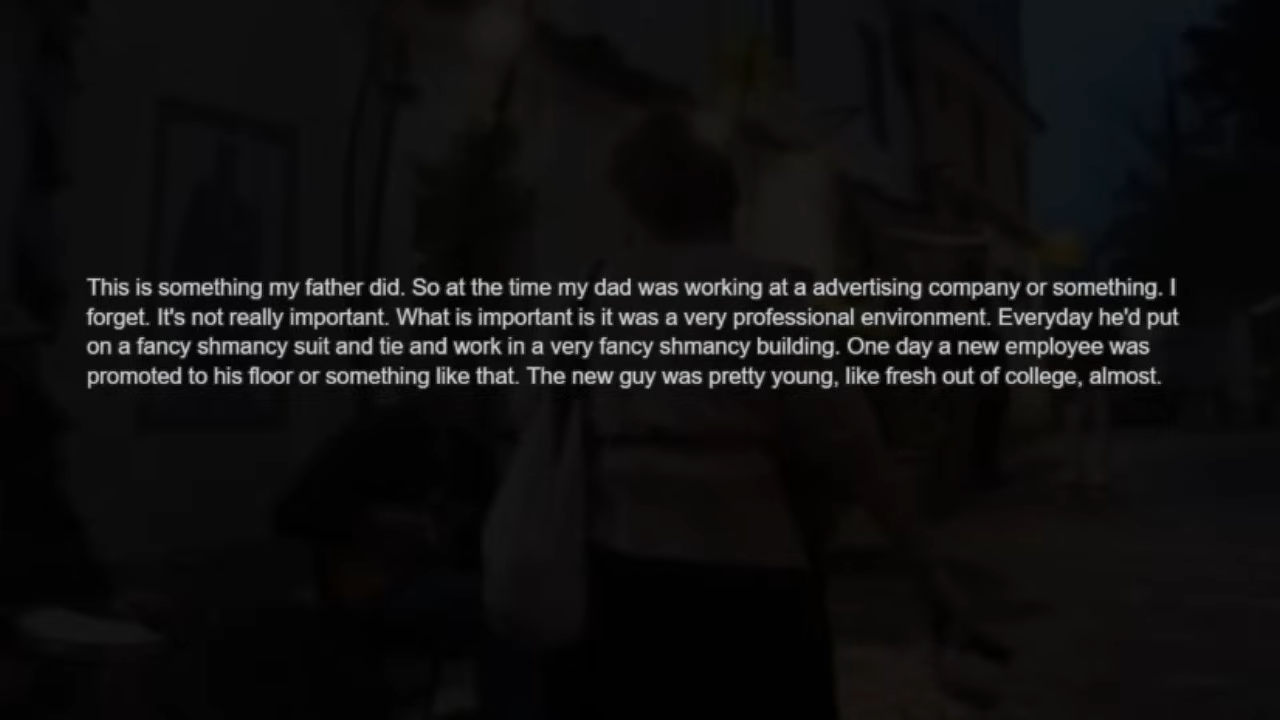 This is something my father did. So at the time my dad was working at a advertising company or something. I
forget. It's not really important. What is important is it was a very professional environment. Everyday he'd put
on a fancy shmancy suit and tie and work in a very fancy shmancy building. One day a new employee was
promoted to his floor or something like that. The new guy was pretty young, like fresh out of college, almost.